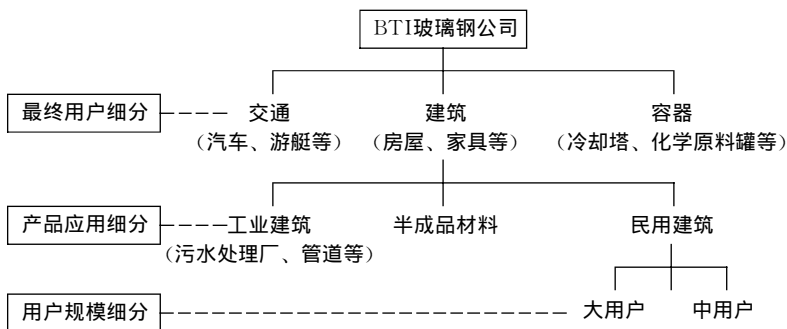 BTI玻璃钢公司
最终用户细分 交通 建筑 容器
（汽车、游艇等） （房屋、家具等） （冷却塔、化学原料罐等）
产品应用细分 工业建筑 半成品材料 民用建筑
（污水处理厂、管道等）
用户规模细分 大用户 中用户